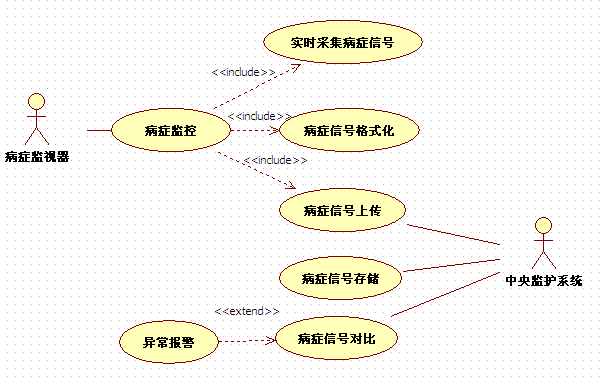 实时采集病症信号
<<include>>
病症监控
<<include>>
病症信号格式化
病症监视器
<<include>>
病症信号上传
病症信号存储
中央监护系统
<<extend>>
异常报警
病症信号对比